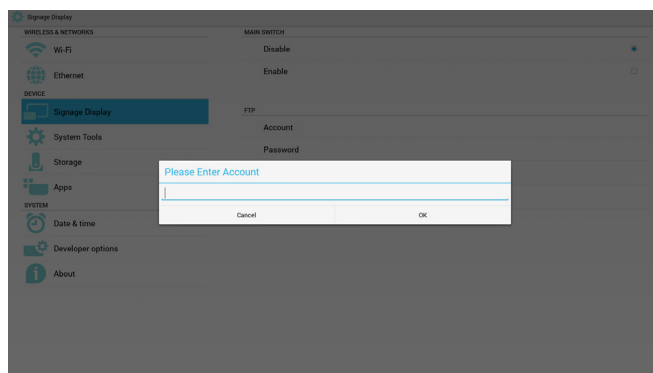 Signage Display
WIRELESS & NETWORKS
Wi-Fi
Ethernet
DEVICE
Signage Display
System Tools
Storage
Apps
SYSTEM
Date & time
Developer options
About
MAIN SWITCH
Disable
Enable
FTP
Account
Password
Please Enter Account
Cancel OK